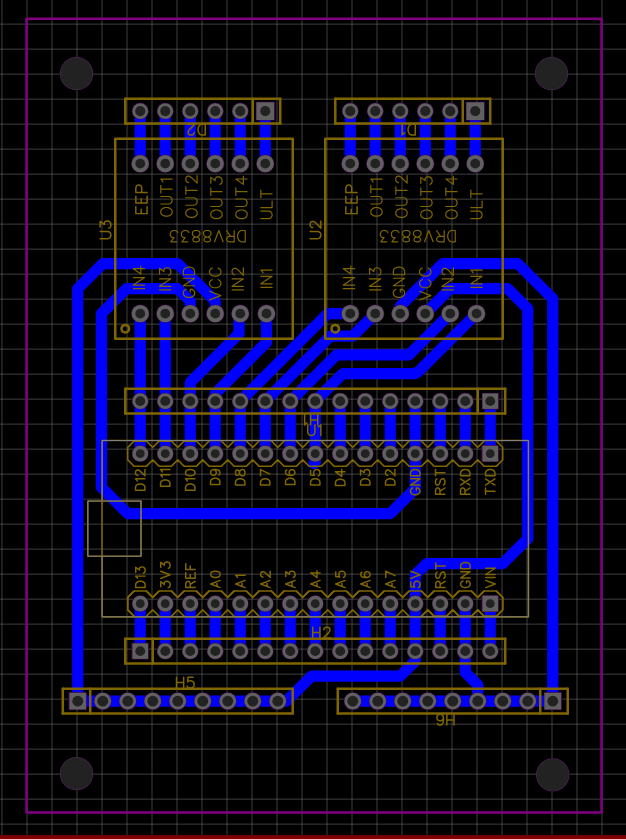 D2 D1
EEP OUT1 OUT2 OUT3 OUT4 ULT EEP OUT1 OUT2 OUT3 OUT4 ULT
U3 DRV8833 U2 DRV8833
IN4 IN3 GND VCC IN2 IN1 IN4 IN3 GND VCC IN2 IN1
H1
U1
D12 D11 D10 D9 D8 D7 D6 D5 D4 D3 D2 GND RST RXD TXD
D13 3V3 REF A0 A1 A2 A3 A4 A5 A6 A7 5V RST GND VIN
H2
H5
H6